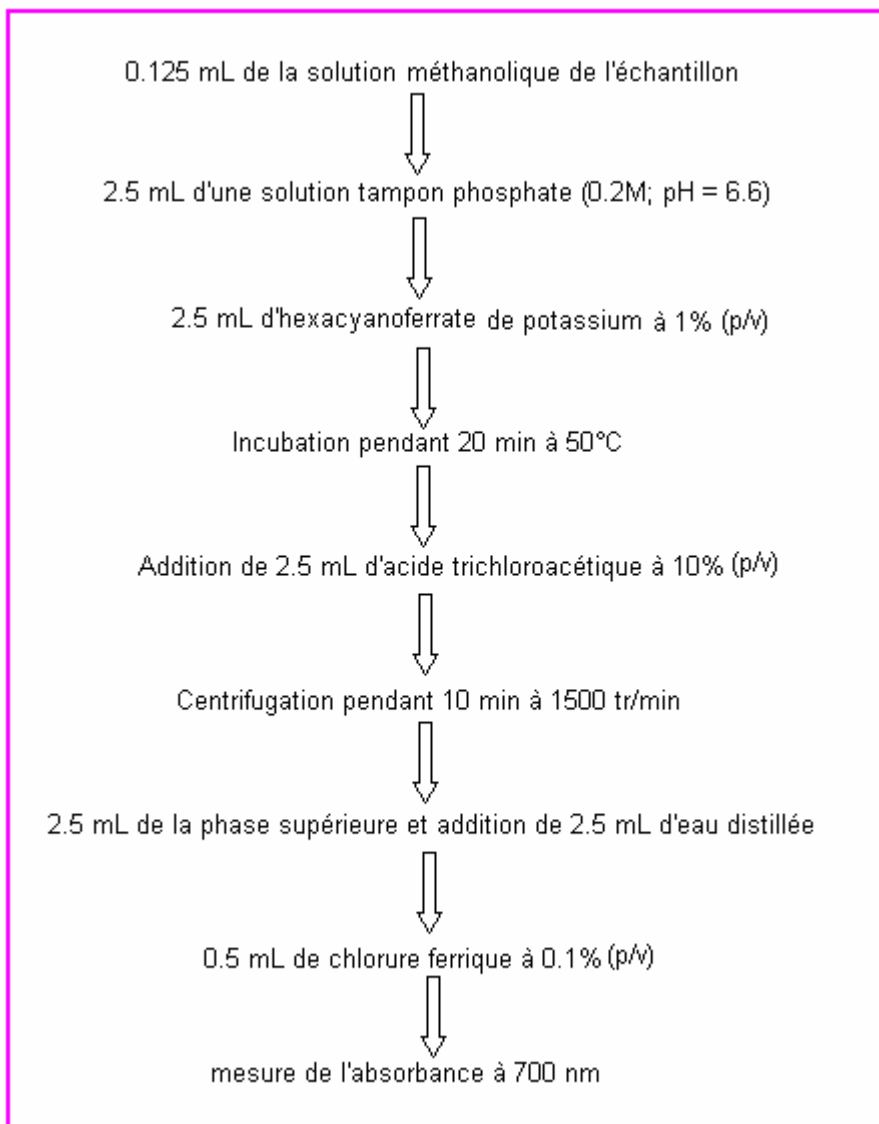 0.125 mL de la solution méthanolique de l'échantillon
2.5 mL d'une solution tampon phosphate (0.2M; pH = 6.6)
2.5 mL d'hexacyanoferrate de potassium à 1% (p/v)
Incubation pendant 20 min à 50°C
Addition de 2.5 mL d'acide trichloroacétique à 10% (p/v)
Centrifugation pendant 10 min à 1500 tr/min
2.5 mL de la phase supérieure et addition de 2.5 mL d'eau distillée
0.5 mL de chlorure ferrique à 0.1% (p/v)
mesure de l'absorbance à 700 nm